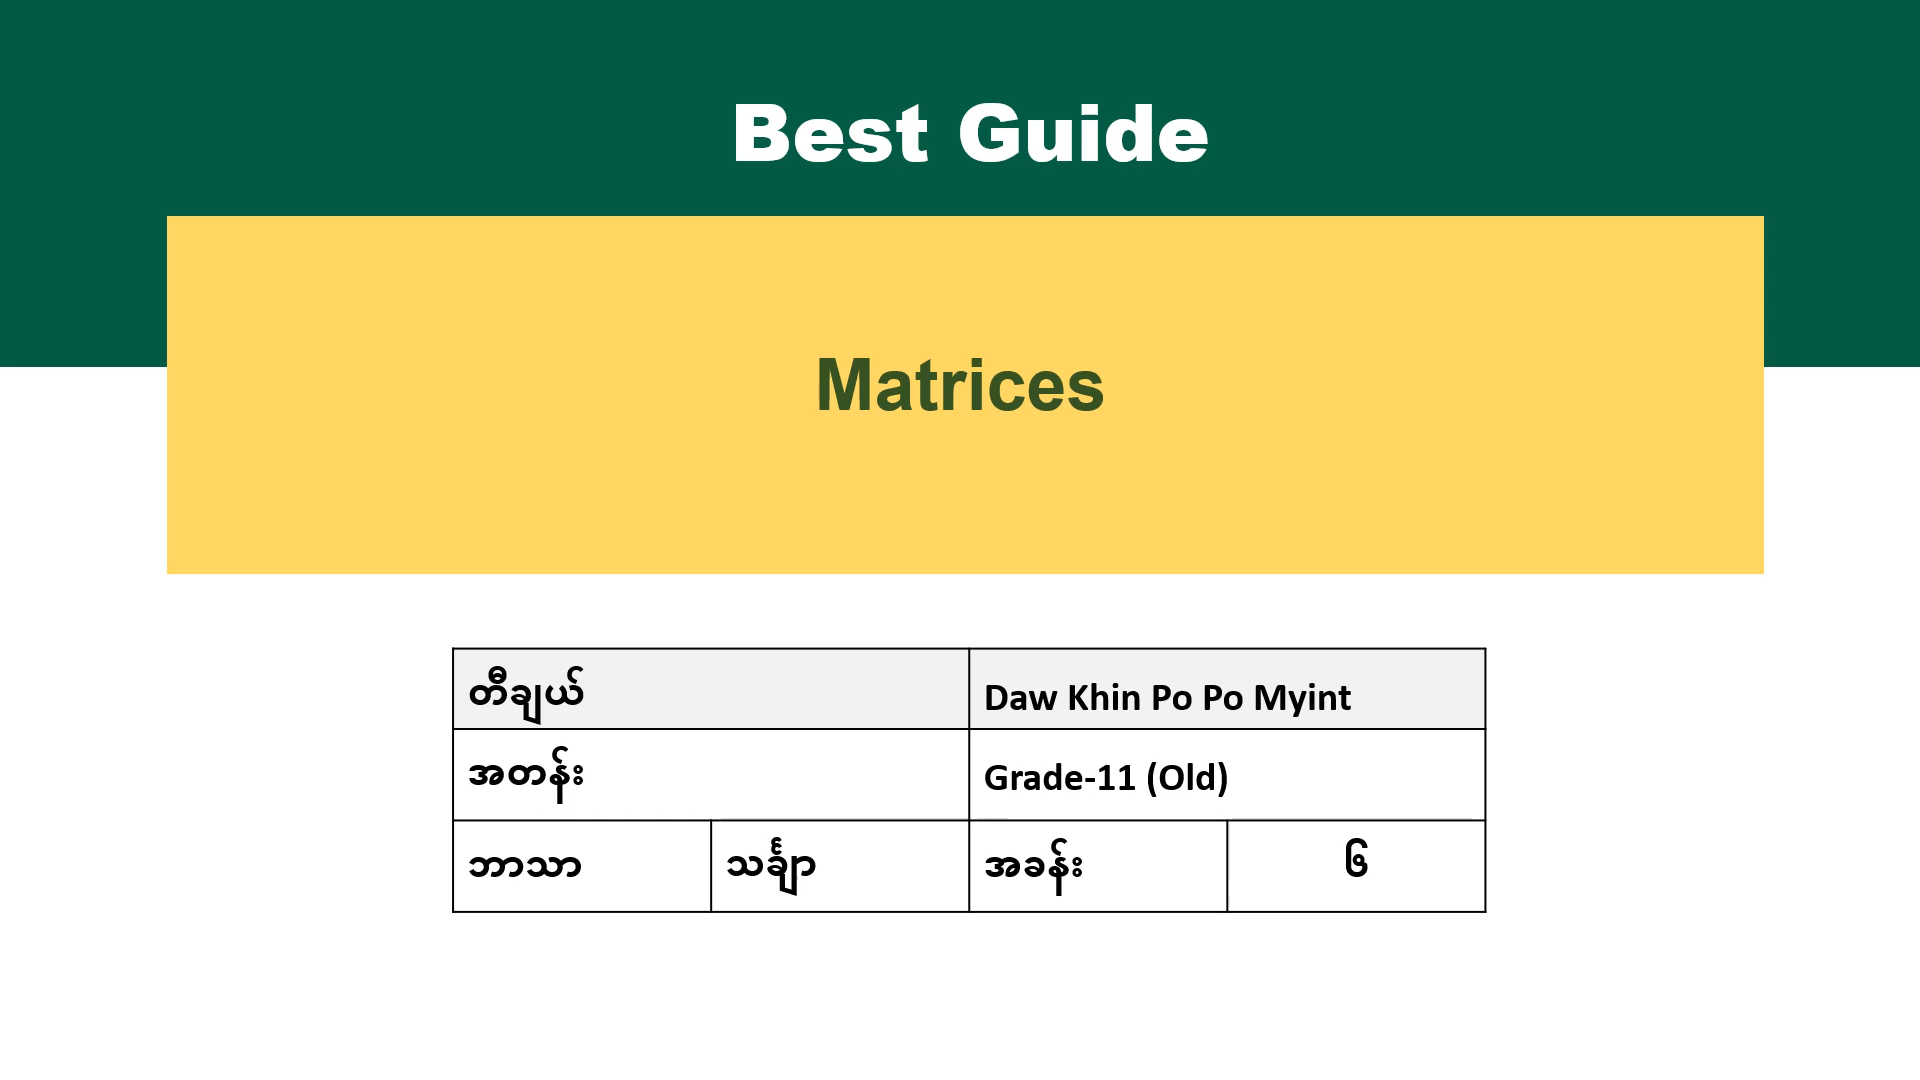 Best Guide
Matrices
တီချယ် Daw Khin Po Po Myint
အတန်း Grade-11 (Old)
ဘာသာ သင်္ချာ အခန်း ၆